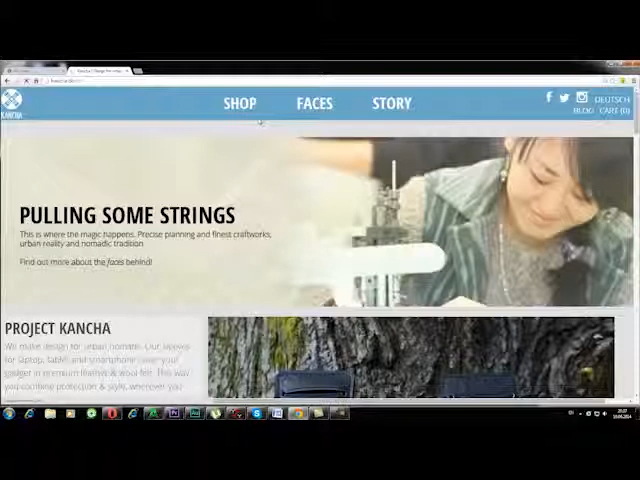 KANCHA
SHOP FACES STORY
DEUTSCH
BLOG CART (0)
PULLING SOME STRINGS
This is where the magic happens. Precise planning and finest craftworks,
urban reality and nomadic tradition
Find out more about the faces behind!
PROJECT KANCHA
We make design for urban nomads. Our sleeves
for laptop, tablet and smartphone cover your
gadget in premium leather & wool felt. This way
you combine protection & style, wherever you